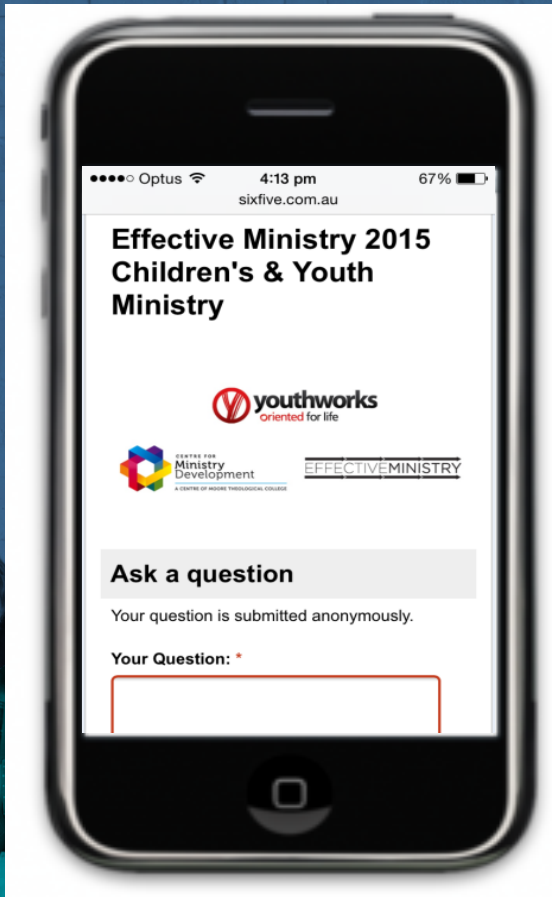 Optus 4:13 pm 67%
sixfive.com.au
Effective Ministry 2015
Children's & Youth
Ministry
youthworks
oriented for life
CENTRE FOR
Ministry
Development
A CENTRE OF MOORE THEOLOGICAL COLLEGE
EFFECTIVEMINISTRY
Ask a question
Your question is submitted anonymously.
Your Question: *